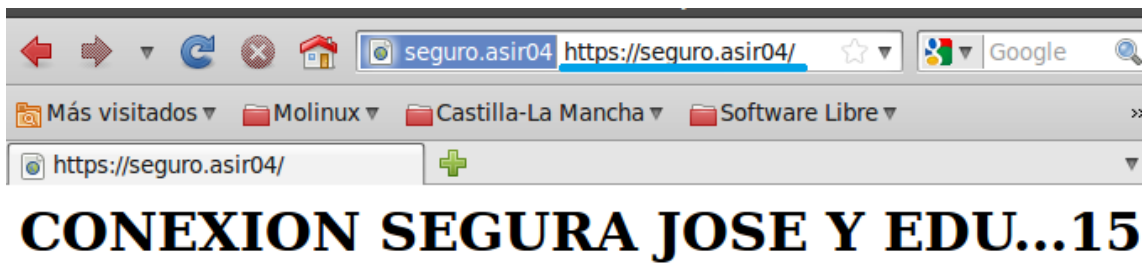 seguro.asir04 https://seguro.asir04/ Google
Más visitados Molinux Castilla-La Mancha Software Libre »
https://seguro.asir04/
CONEXION SEGURA JOSE Y EDU...15